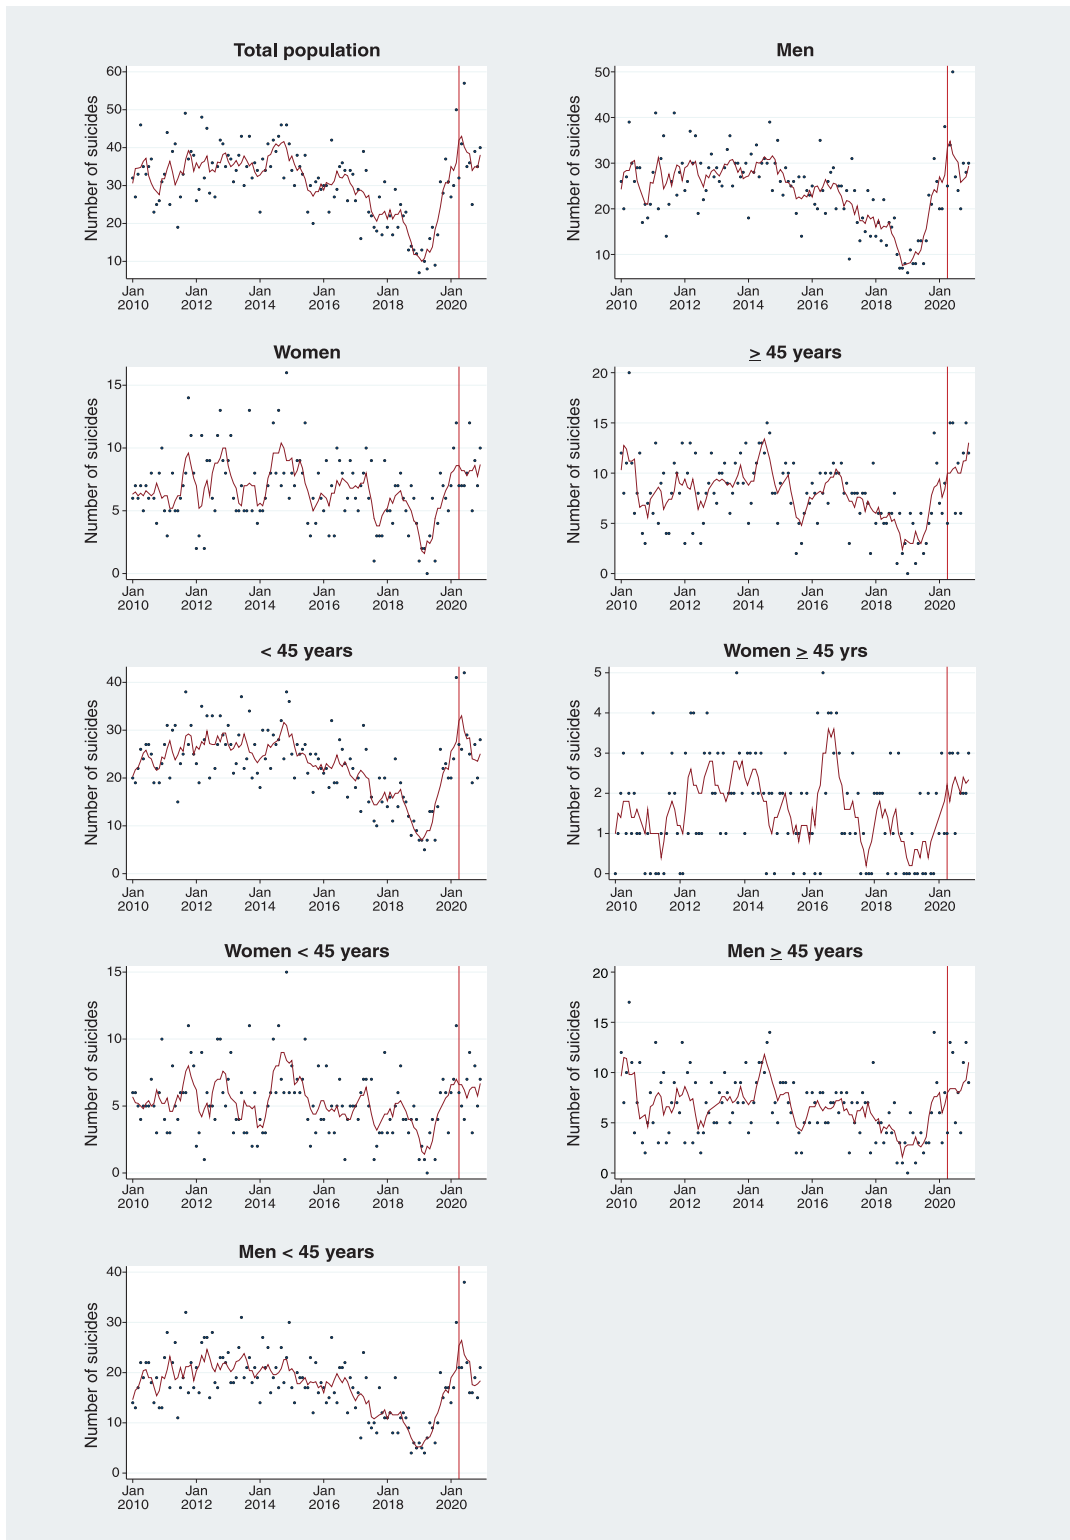 Total population
Number of suicides
60
50
40
30
20
10
Jan 2010
Jan 2012
Jan 2014
Jan 2016
Jan 2018
Jan 2020
Men
Number of suicides
50
40
30
20
10
Jan 2010
Jan 2012
Jan 2014
Jan 2016
Jan 2018
Jan 2020
Women
Number of suicides
15
10
5
0
Jan 2010
Jan 2012
Jan 2014
Jan 2016
Jan 2018
Jan 2020
≥ 45 years
Number of suicides
20
15
10
5
0
Jan 2010
Jan 2012
Jan 2014
Jan 2016
Jan 2018
Jan 2020
< 45 years
Number of suicides
40
30
20
10
0
Jan 2010
Jan 2012
Jan 2014
Jan 2016
Jan 2018
Jan 2020
Women ≥ 45 yrs
Number of suicides
5
4
3
2
1
0
Jan 2010
Jan 2012
Jan 2014
Jan 2016
Jan 2018
Jan 2020
Women < 45 years
Number of suicides
15
10
5
0
Jan 2010
Jan 2012
Jan 2014
Jan 2016
Jan 2018
Jan 2020
Men ≥ 45 years
Number of suicides
20
15
10
5
0
Jan 2010
Jan 2012
Jan 2014
Jan 2016
Jan 2018
Jan 2020
Men < 45 years
Number of suicides
40
30
20
10
0
Jan 2010
Jan 2012
Jan 2014
Jan 2016
Jan 2018
Jan 2020